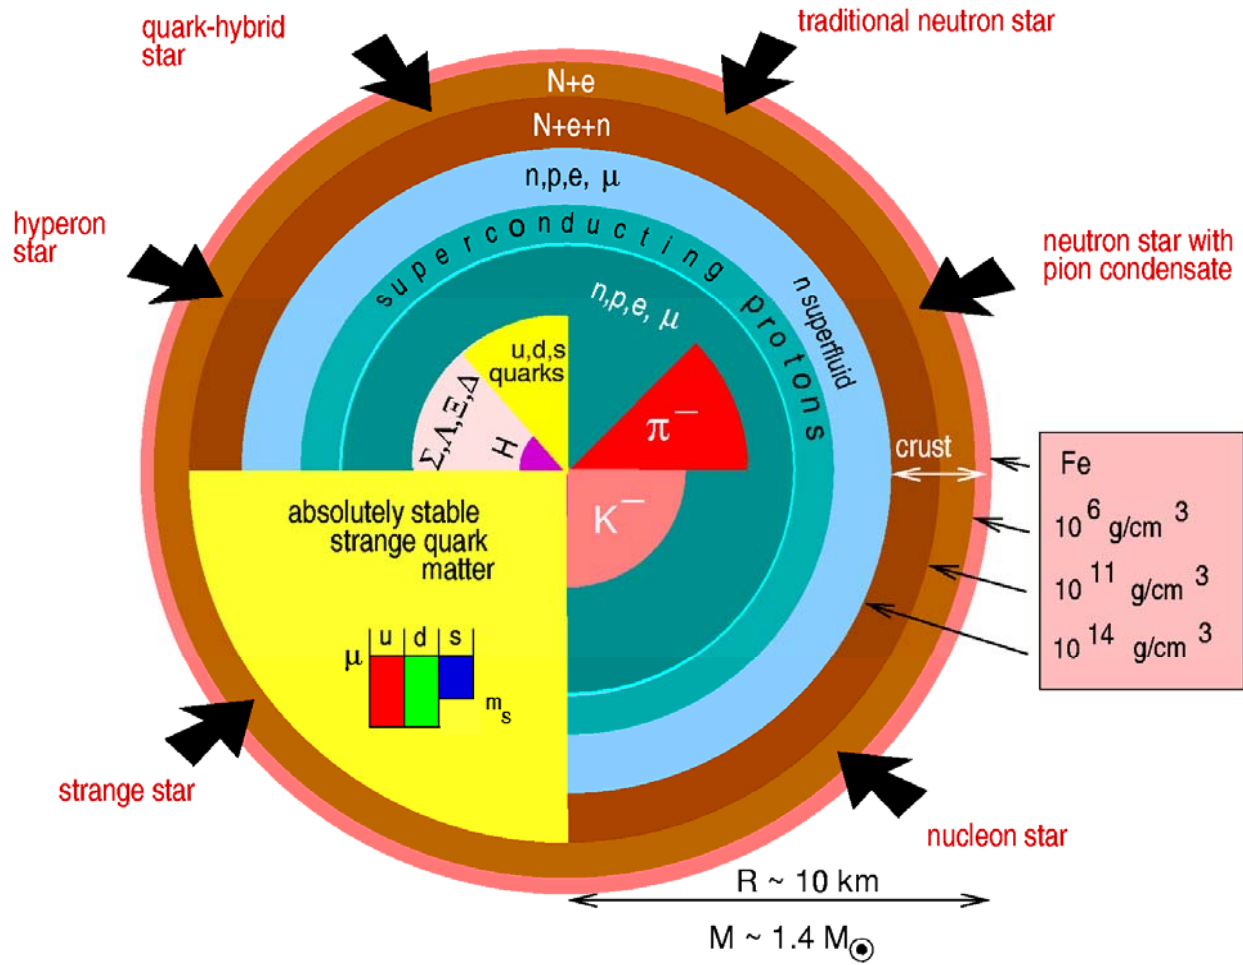 quark-hybrid
star
traditional neutron star
N+e
N+e+n
n,p,e, μ
superconducting protons
n superfluid
hyperon
star
neutron star with
pion condensate
n,p,e, μ
u,d,s
quarks
Σ,Λ,Ξ,Δ
H
π⁻
K⁻
crust
absolutely stable
strange quark
matter
u d s
μ
mₛ
Fe
10⁶ g/cm³
10¹¹ g/cm³
10¹⁴ g/cm³
strange star
nucleon star
R ~ 10 km
M ~ 1.4 M☉